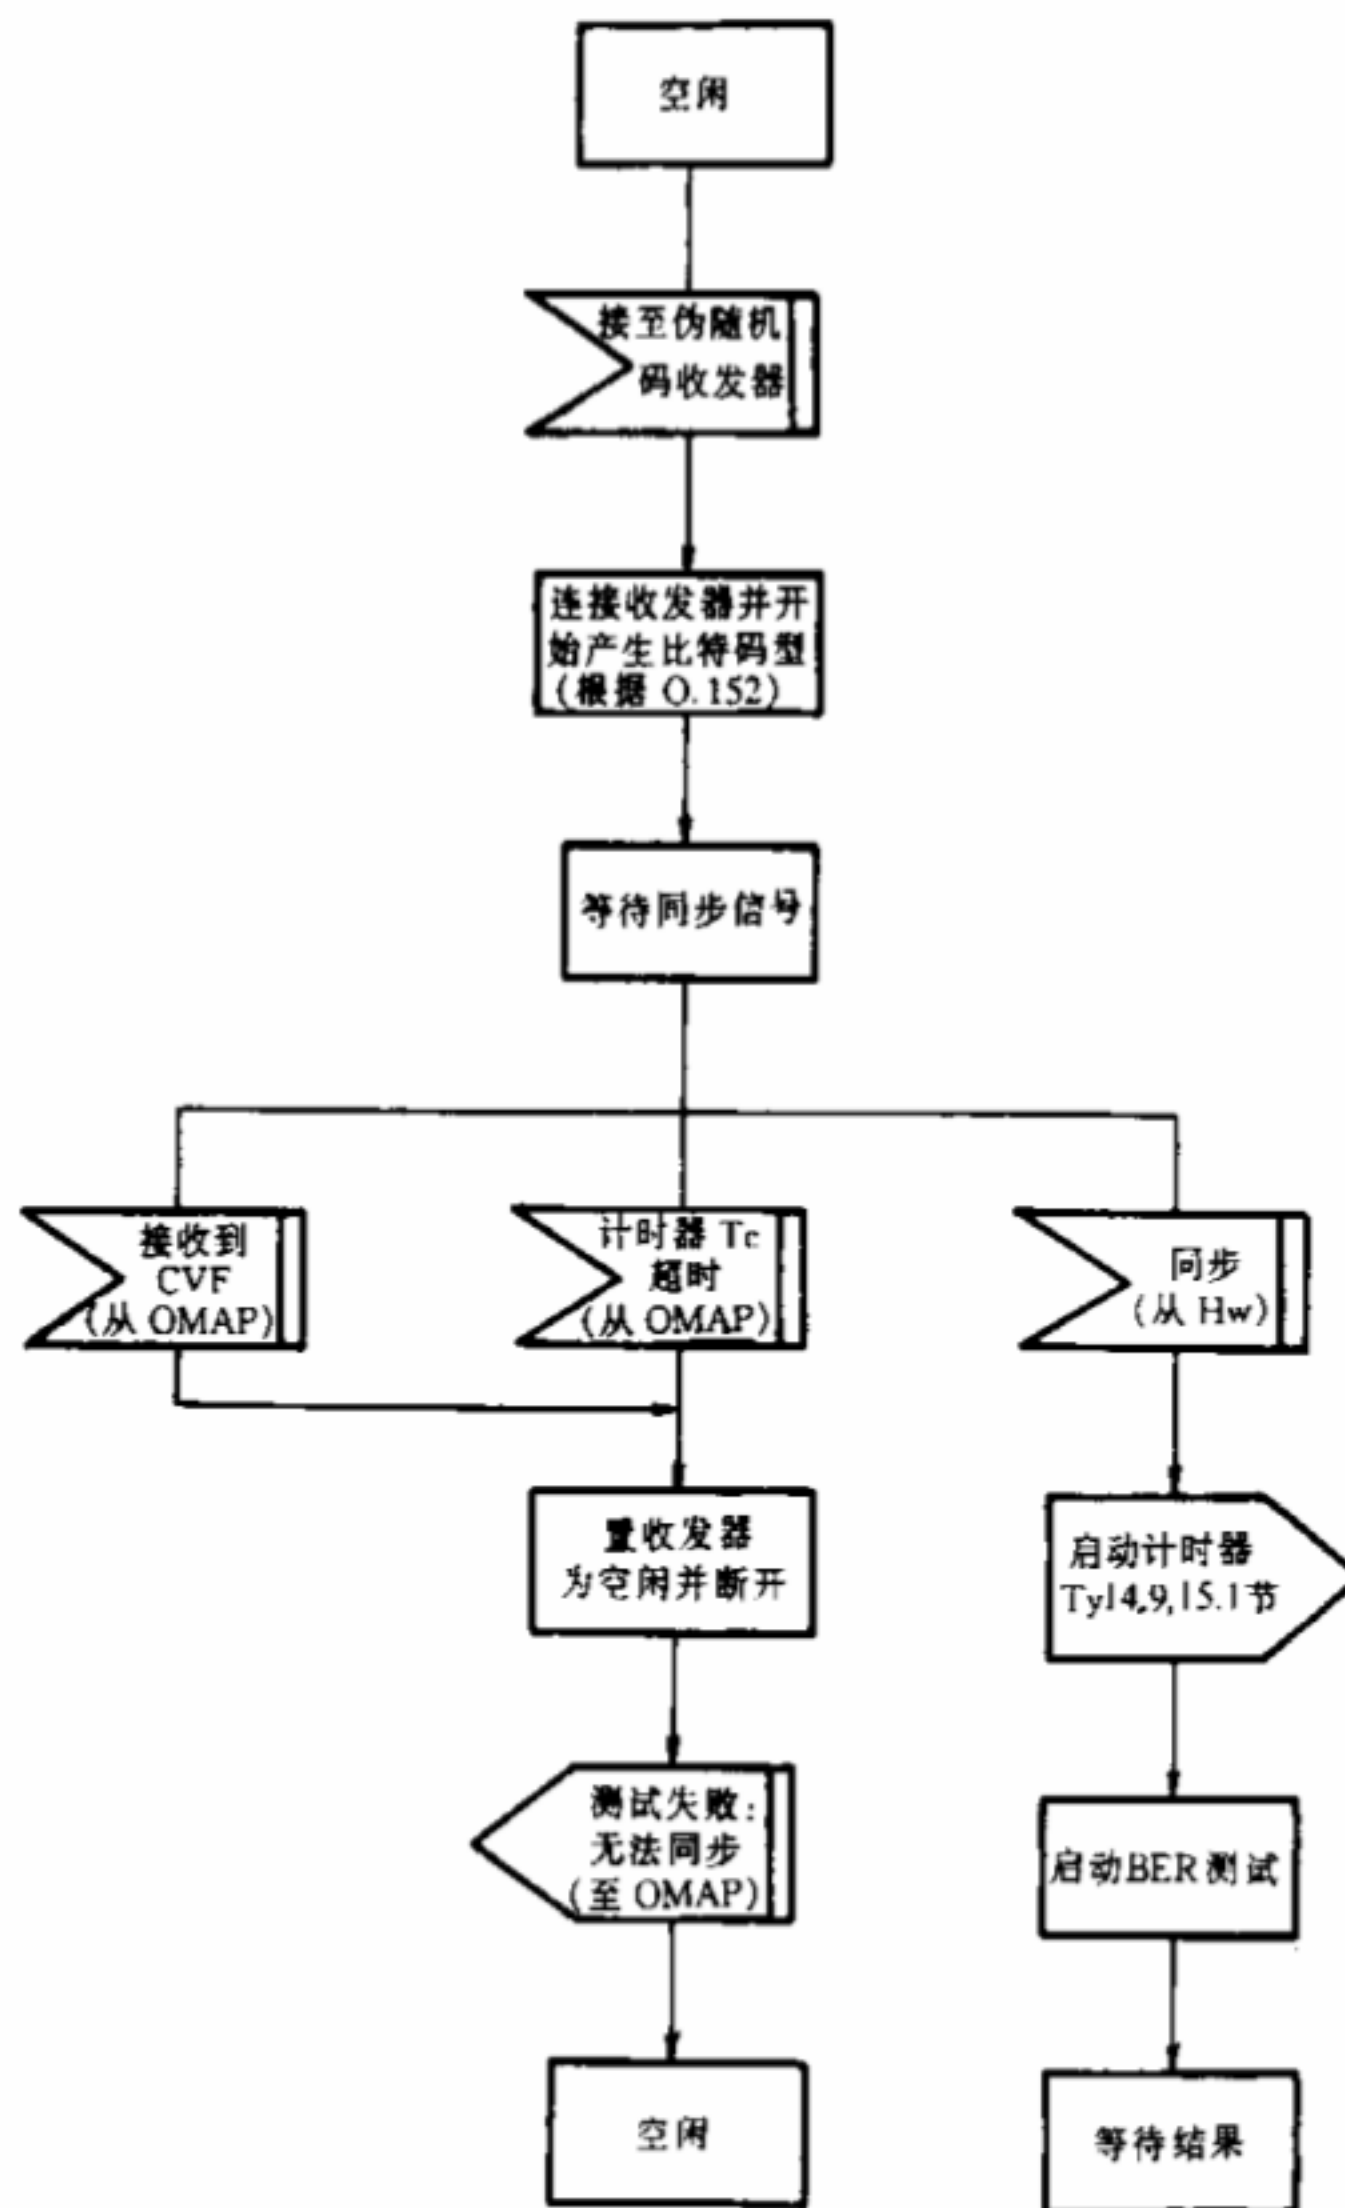 空闲
接至伪随机
码收发器
连接收发器并开
始产生比特码型
(根据 O.152)
等待同步信号
接收到
CVF
(从 OMAP)
计时器 Tc
超时
(从 OMAP)
同步
(从 Hw)
置收发器
为空闲并断开
启动计时器
Ty14.9,15.1节
测试失败:
无法同步
(至 OMAP)
启动BER测试
空闲
等待结果